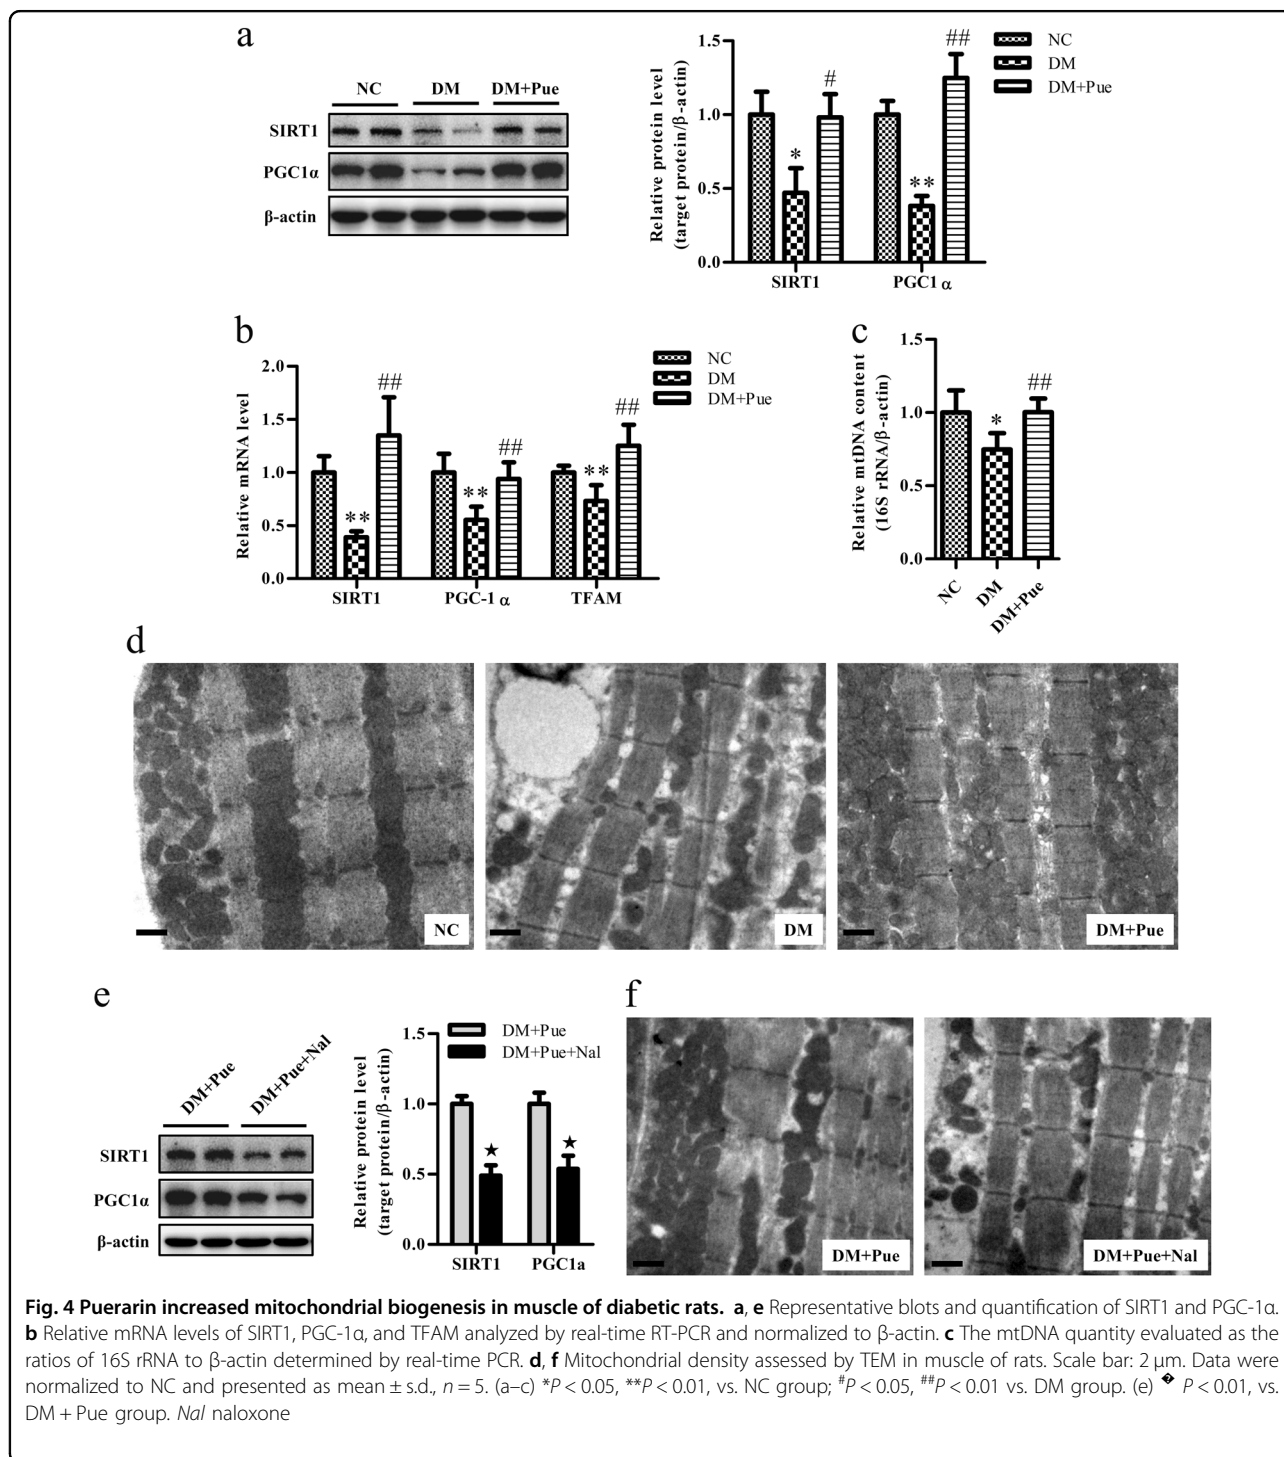 a
NC DM DM+Pue
SIRT1
PGC1α
β-actin
Relative protein level
(target protein/β-actin)
1.5
1.0
0.5
0.0
*
#
**
##
SIRT1 PGC1 α
NC
DM
DM+Pue
b
Relative mRNA level
2.0
1.5
1.0
0.5
0.0
**
##
**
##
**
##
SIRT1 PGC-1 α TFAM
NC
DM
DM+Pue
c
Relative mtDNA content
(16S rRNA/β-actin)
1.5
1.0
0.5
0.0
*
##
NC DM DM+Pue
d
NC DM DM+Pue
e
DM+Pue DM+Pue+Nal
SIRT1
PGC1α
β-actin
Relative protein level
(target protein/β-actin)
1.5
1.0
0.5
0.0
★ ★
SIRT1 PGC1a
DM+Pue
DM+Pue+Nal
f
DM+Pue DM+Pue+Nal
Fig. 4 Puerarin increased mitochondrial biogenesis in muscle of diabetic rats. a, e Representative blots and quantification of SIRT1 and PGC-1α.
b Relative mRNA levels of SIRT1, PGC-1α, and TFAM analyzed by real-time RT-PCR and normalized to β-actin. c The mtDNA quantity evaluated as the
ratios of 16S rRNA to β-actin determined by real-time PCR. d, f Mitochondrial density assessed by TEM in muscle of rats. Scale bar: 2 μm. Data were
normalized to NC and presented as mean ± s.d., n = 5. (a–c) *P < 0.05, **P < 0.01, vs. NC group; #P < 0.05, ##P < 0.01 vs. DM group. (e) � P < 0.01, vs.
DM + Pue group. Nal naloxone